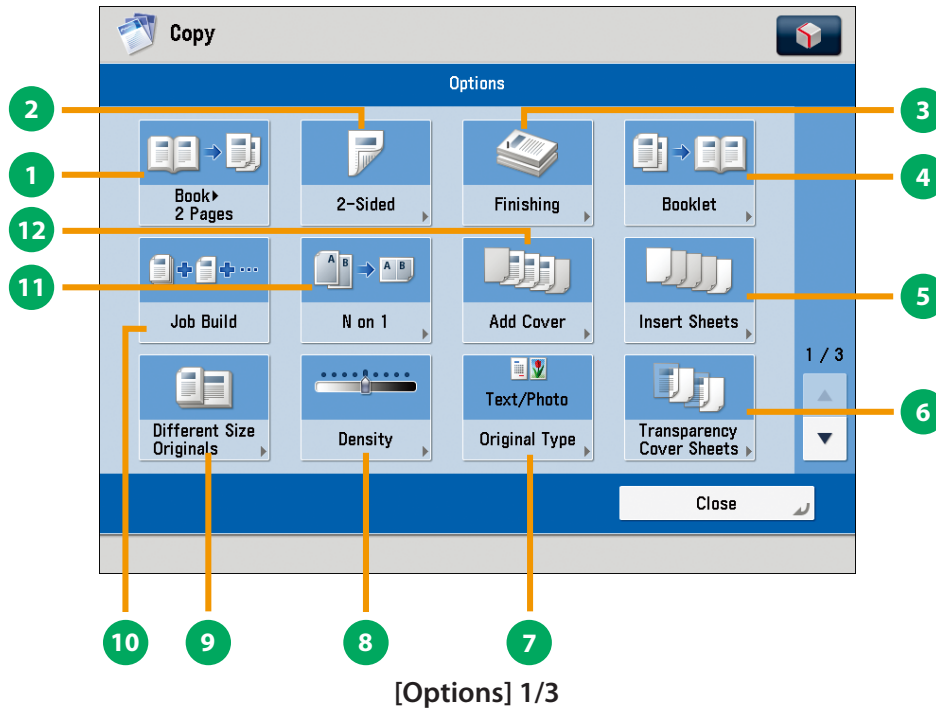 Copy
Options
2
3
1
Book▸
2 Pages
2-Sided
Finishing
Booklet
4
12
11
A B → A B
Job Build
N on 1
Add Cover
Insert Sheets
5
1 / 3
Text/Photo
6
Different Size
Originals
Density
Original Type
Transparency
Cover Sheets
Close
10
9
8
7
[Options] 1/3